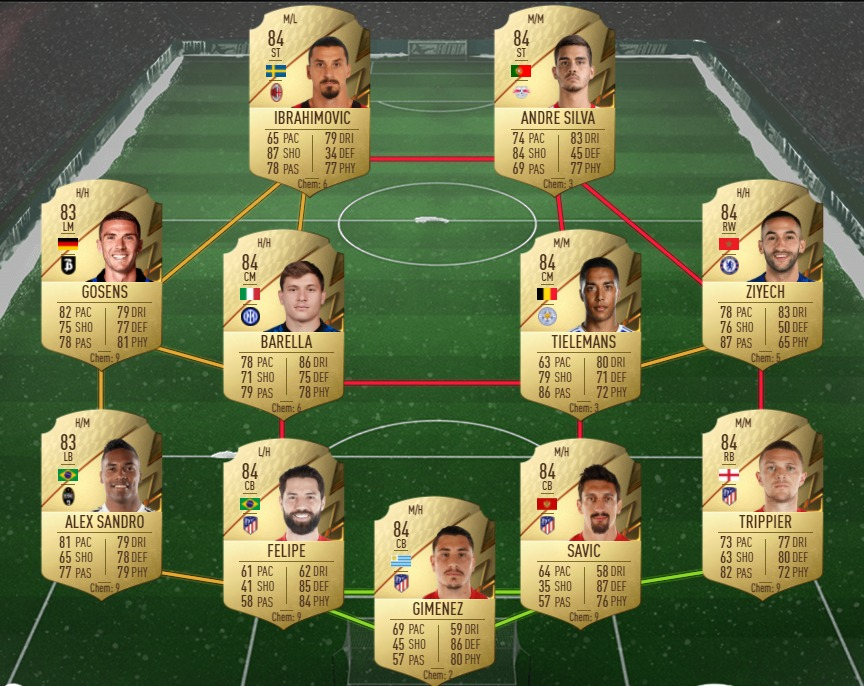 M/L
84
ST
IBRAHIMOVIC
65 PAC 79 DRI
87 SHO 34 DEF
78 PAS 77 PHY
Chem: 6
M/M
84
ST
ANDRE SILVA
74 PAC 83 DRI
84 SHO 45 DEF
69 PAS 77 PHY
Chem: 3
H/H
83
LM
GOSENS
82 PAC 79 DRI
75 SHO 77 DEF
78 PAS 81 PHY
Chem: 9
H/H
84
CM
BARELLA
78 PAC 86 DRI
71 SHO 75 DEF
79 PAS 78 PHY
Chem: 6
M/M
84
CM
TIELEMANS
63 PAC 80 DRI
79 SHO 71 DEF
86 PAS 72 PHY
Chem: 3
H/H
84
RW
ZIYECH
78 PAC 83 DRI
76 SHO 50 DEF
87 PAS 65 PHY
Chem: 5
H/M
83
LB
ALEX SANDRO
81 PAC 79 DRI
65 SHO 78 DEF
77 PAS 79 PHY
Chem: 9
L/H
84
CB
FELIPE
61 PAC 62 DRI
41 SHO 85 DEF
58 PAS 84 PHY
Chem: 9
M/H
84
CB
GIMENEZ
69 PAC 59 DRI
45 SHO 86 DEF
57 PAS 80 PHY
Chem: 2
M/H
84
CB
SAVIC
64 PAC 58 DRI
35 SHO 87 DEF
57 PAS 76 PHY
Chem: 9
M/M
84
RB
TRIPPIER
73 PAC 77 DRI
63 SHO 80 DEF
82 PAS 72 PHY
Chem: 9